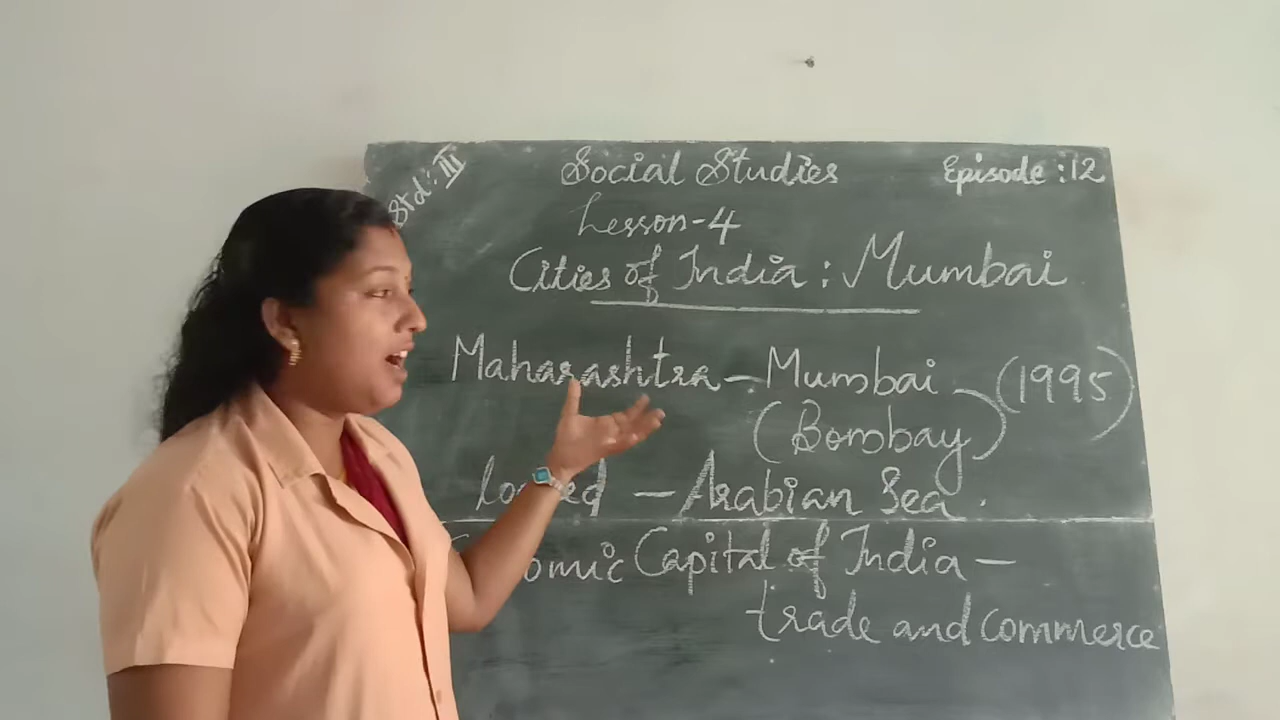 Std: III
Social Studies
Episode: 12
Lesson-4
Cities of India: Mumbai
Maharashtra - Mumbai - (1995)
(Bombay)
- Arabian Sea.
Capital of India -
trade and commerce